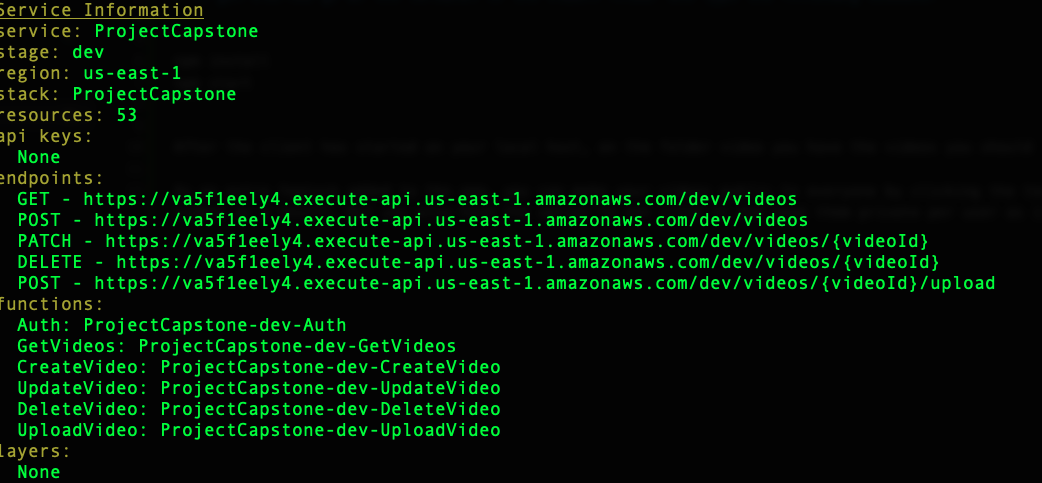 Service Information
service: ProjectCapstone
stage: dev
region: us-east-1
stack: ProjectCapstone
resources: 53
api keys:
  None
endpoints:
  GET - https://va5f1eely4.execute-api.us-east-1.amazonaws.com/dev/videos
  POST - https://va5f1eely4.execute-api.us-east-1.amazonaws.com/dev/videos
  PATCH - https://va5f1eely4.execute-api.us-east-1.amazonaws.com/dev/videos/{videoId}
  DELETE - https://va5f1eely4.execute-api.us-east-1.amazonaws.com/dev/videos/{videoId}
  POST - https://va5f1eely4.execute-api.us-east-1.amazonaws.com/dev/videos/{videoId}/upload
functions:
  Auth: ProjectCapstone-dev-Auth
  GetVideos: ProjectCapstone-dev-GetVideos
  CreateVideo: ProjectCapstone-dev-CreateVideo
  UpdateVideo: ProjectCapstone-dev-UpdateVideo
  DeleteVideo: ProjectCapstone-dev-DeleteVideo
  UploadVideo: ProjectCapstone-dev-UploadVideo
layers:
  None